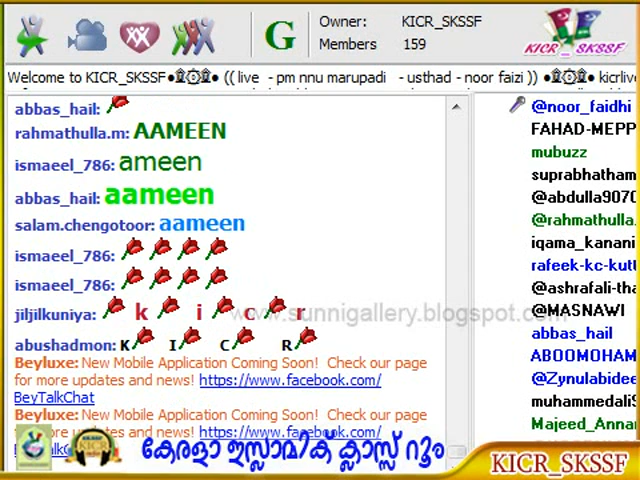 Owner: KICR_SKSSF
Members 159
G
KICR_SKSSF
Welcome to KICR_SKSSF●۩۞۩● (( live - pm nnu marupadi - usthad - noor faizi )) ●۩۞۩● kicrlive
abbas_hail:
rahmathulla.m: AAMEEN
ismaeel_786: ameen
abbas_hail: aameen
salam.chengotoor: aameen
ismaeel_786:
ismaeel_786:
jiljilkuniya: k i c r
www.sunnigallery.blogspot.com
abushadmon: K I C R
Beyluxe: New Mobile Application Coming Soon! Check our page
for more updates and news! https://www.facebook.com/
BeyTalkChat
Beyluxe: New Mobile Application Coming Soon! Check our page
more updates and news! https://www.facebook.com/
@noor_faidhi
FAHAD-MEPP
mubuzz
suprabhatham
@abdulla9070
@rahmathulla.
iqama_kanani
rafeek-kc-kutt
@ashrafali-tha
@MASNAWI
abbas_hail
ABOOMOHAM
@Zynulabidee
muhammedali9
Majeed_Annar
കേരളാ ഇസ്ലാമിക് ക്ലാസ്സ് റൂം
KICR_SKSSF